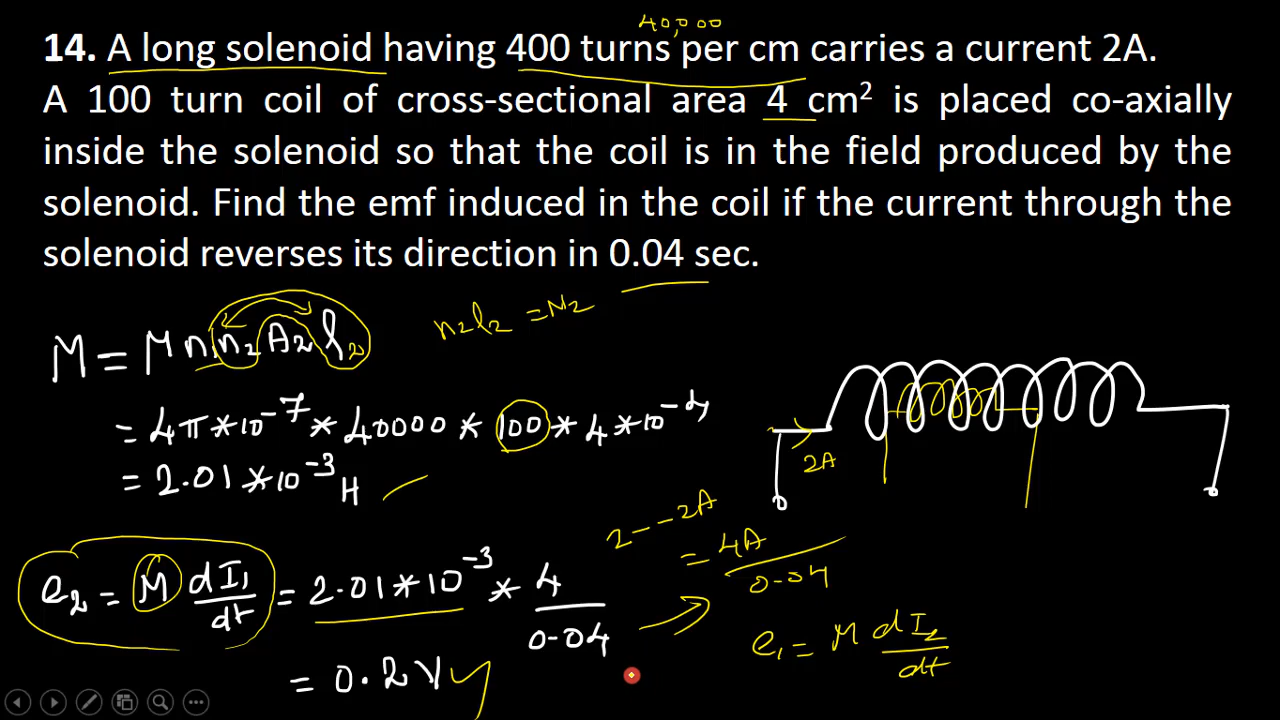 40,000
14. A long solenoid having 400 turns per cm carries a current 2A.
A 100 turn coil of cross-sectional area 4 cm² is placed co-axially
inside the solenoid so that the coil is in the field produced by the
solenoid. Find the emf induced in the coil if the current through the
solenoid reverses its direction in 0.04 sec.
n₂l₂ = N₂
M = μ n₁ n₂ A₂ l₂
= 4π*10⁻⁷ * 40000 * 100 * 4*10⁻⁴
= 2.01*10⁻³ H
2A
2 - - 2A
= 4A
0.04
e₂ = M dI₁/dt = 2.01*10⁻³ * 4/0.04
e₁ = M dI₂/dt
= 0.2V